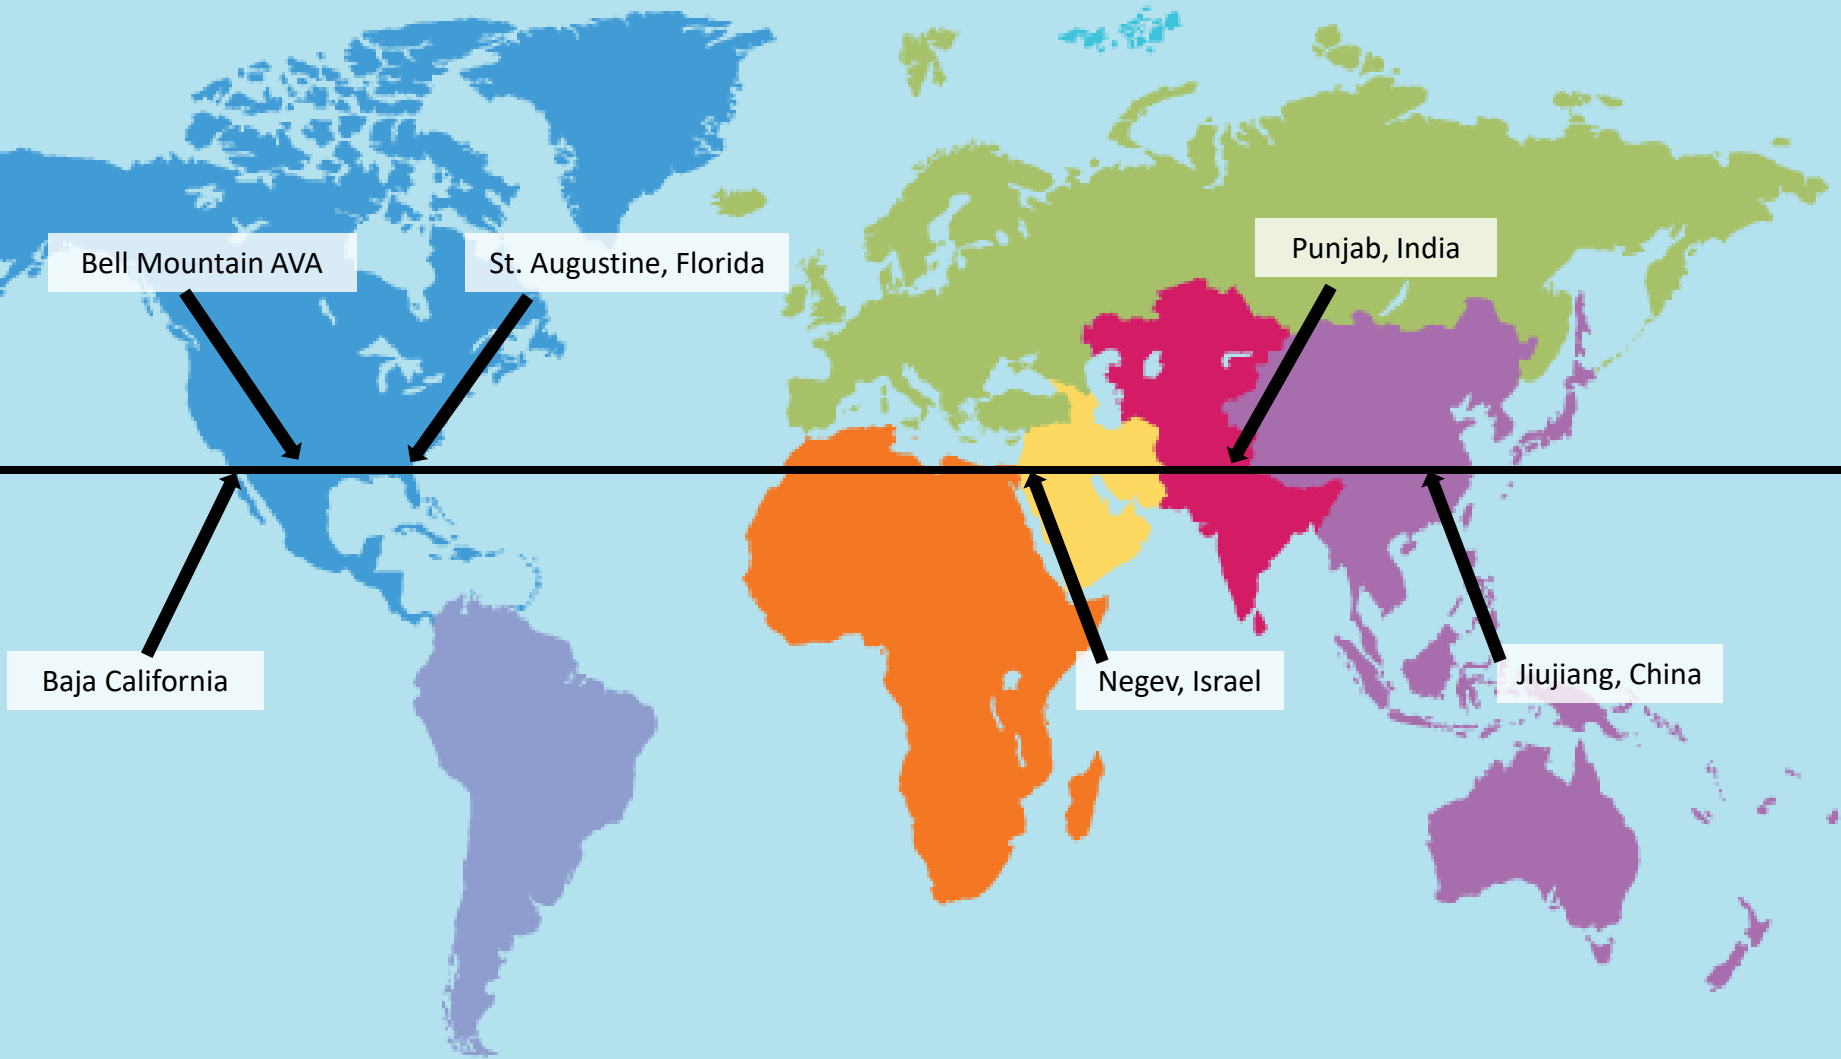 Bell Mountain AVA
St. Augustine, Florida
Punjab, India
Baja California
Negev, Israel
Jiujiang, China